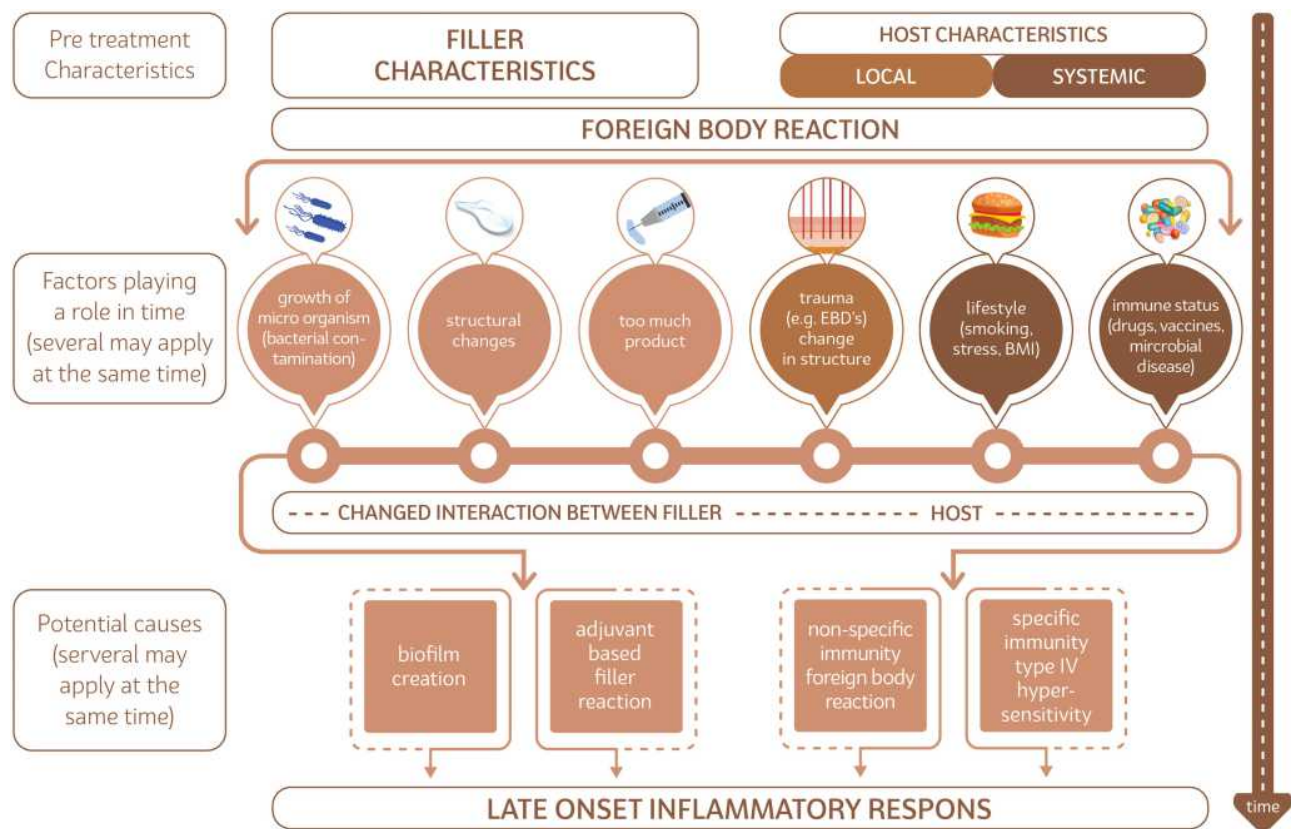 Pre treatment
Characteristics
FILLER
CHARACTERISTICS
HOST CHARACTERISTICS
LOCAL
SYSTEMIC
FOREIGN BODY REACTION
Factors playing
a role in time
(several may apply
at the same time)
growth of
micro organism
(bacterial con-
tamination)
structural
changes
too much
product
trauma
(e.g. EBD's)
change
in structure
lifestyle
(smoking,
stress, BMI)
immune status
(drugs, vaccines,
mircrobial
disease)
--- CHANGED INTERACTION BETWEEN FILLER ----------- HOST --------
Potential causes
(serveral may
apply at the
same time)
biofilm
creation
adjuvant
based
filler
reaction
non-specific
immunity
foreign body
reaction
specific
immunity
type IV
hyper-
sensitivity
LATE ONSET INFLAMMATORY RESPONS
time